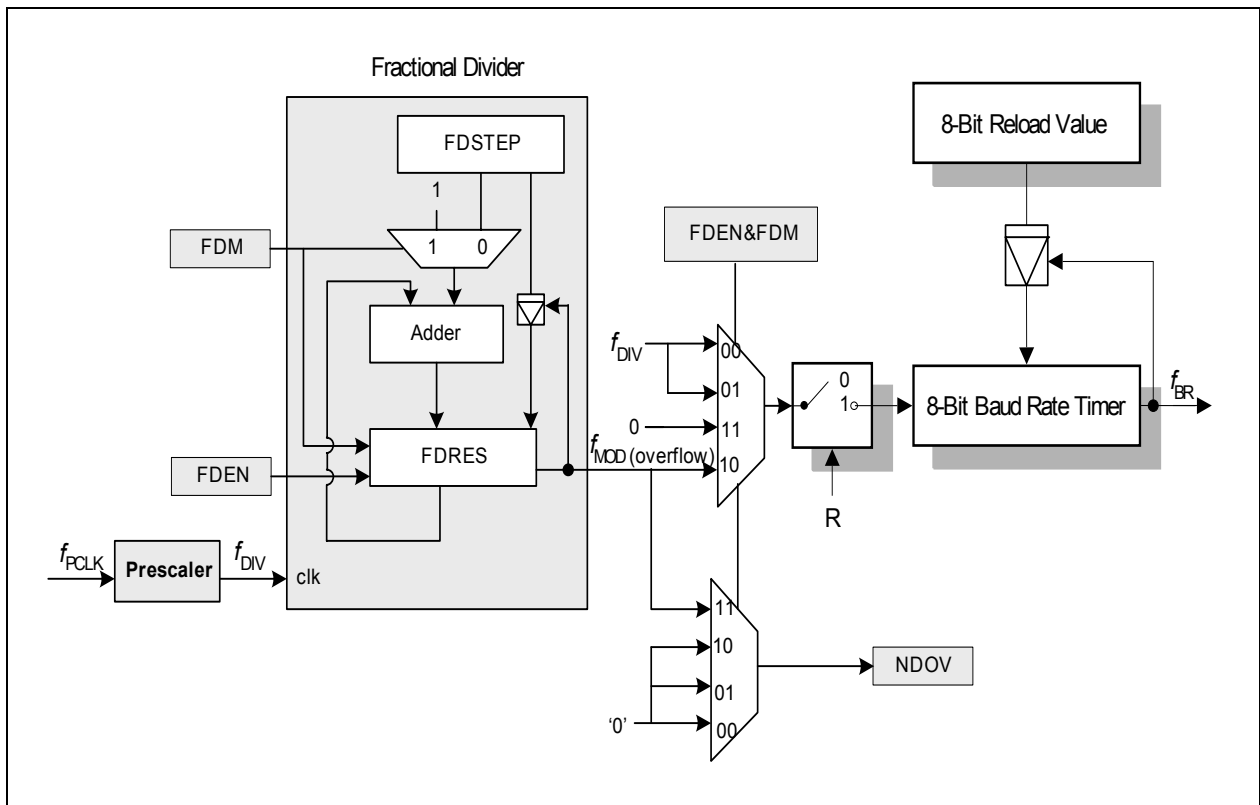 Fractional Divider
FDSTEP
8-Bit Reload Value
1
FDM
1 0
FDEN&FDM
Adder
fDIV
00
01
0
11
0
1
8-Bit Baud Rate Timer
fBR
FDRES
fMOD (overflow)
10
FDEN
R
fPCLK
Prescaler
fDIV
clk
11
10
NDOV
01
‘0’
00